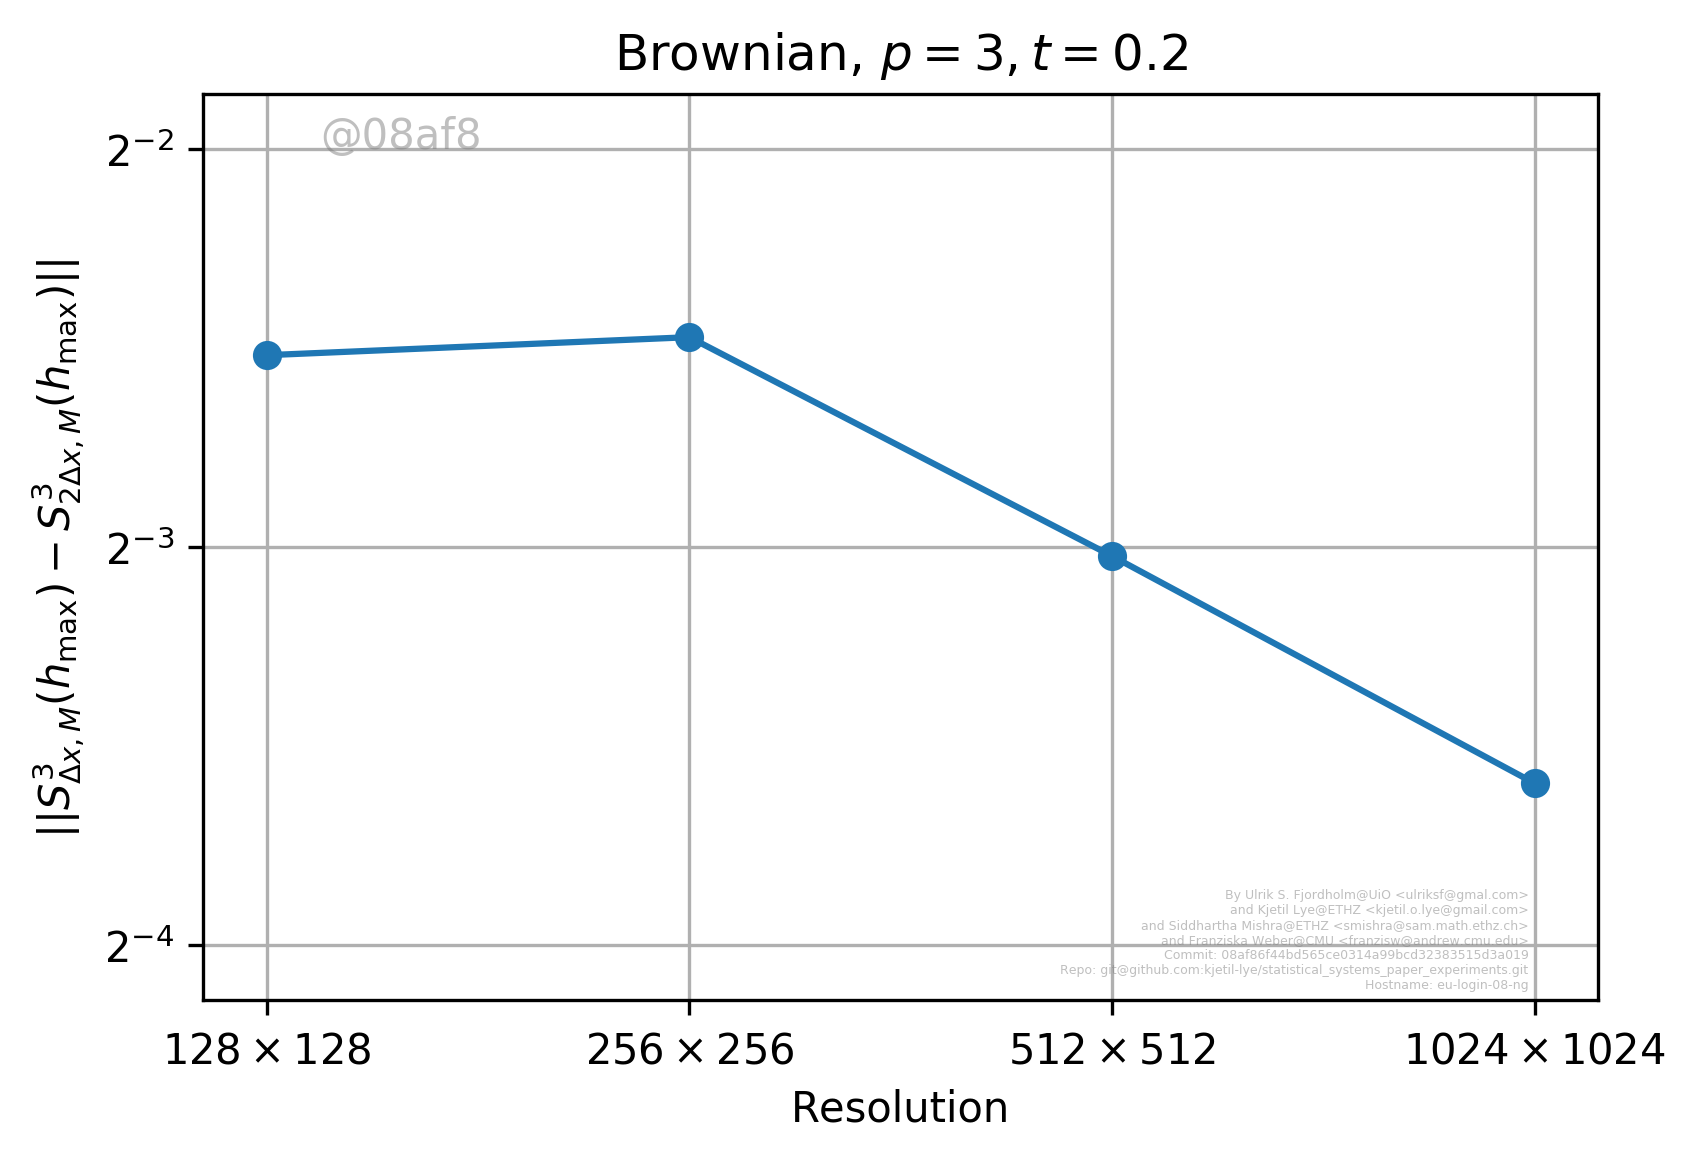 Brownian, p = 3, t = 0.2
@08af8
2⁻²
2⁻³
2⁻⁴
||S³_{Δx, M}(h_max) − S³_{2Δx, M}(h_max)||
By Ulrik S. Fjordholm@UiO <ulriksf@gmal.com>
and Kjetil Lye@ETHZ <kjetil.o.lye@gmail.com>
and Siddhartha Mishra@ETHZ <smishra@sam.math.ethz.ch>
and Franziska Weber@CMU <franzisw@andrew.cmu.edu>
Commit: 08af86f44bd565ce0314a99bcd32383515d3a019
Repo: git@github.com:kjetil-lye/statistical_systems_paper_experiments.git
Hostname: eu-login-08-ng
128 × 128 256 × 256 512 × 512 1024 × 1024
Resolution